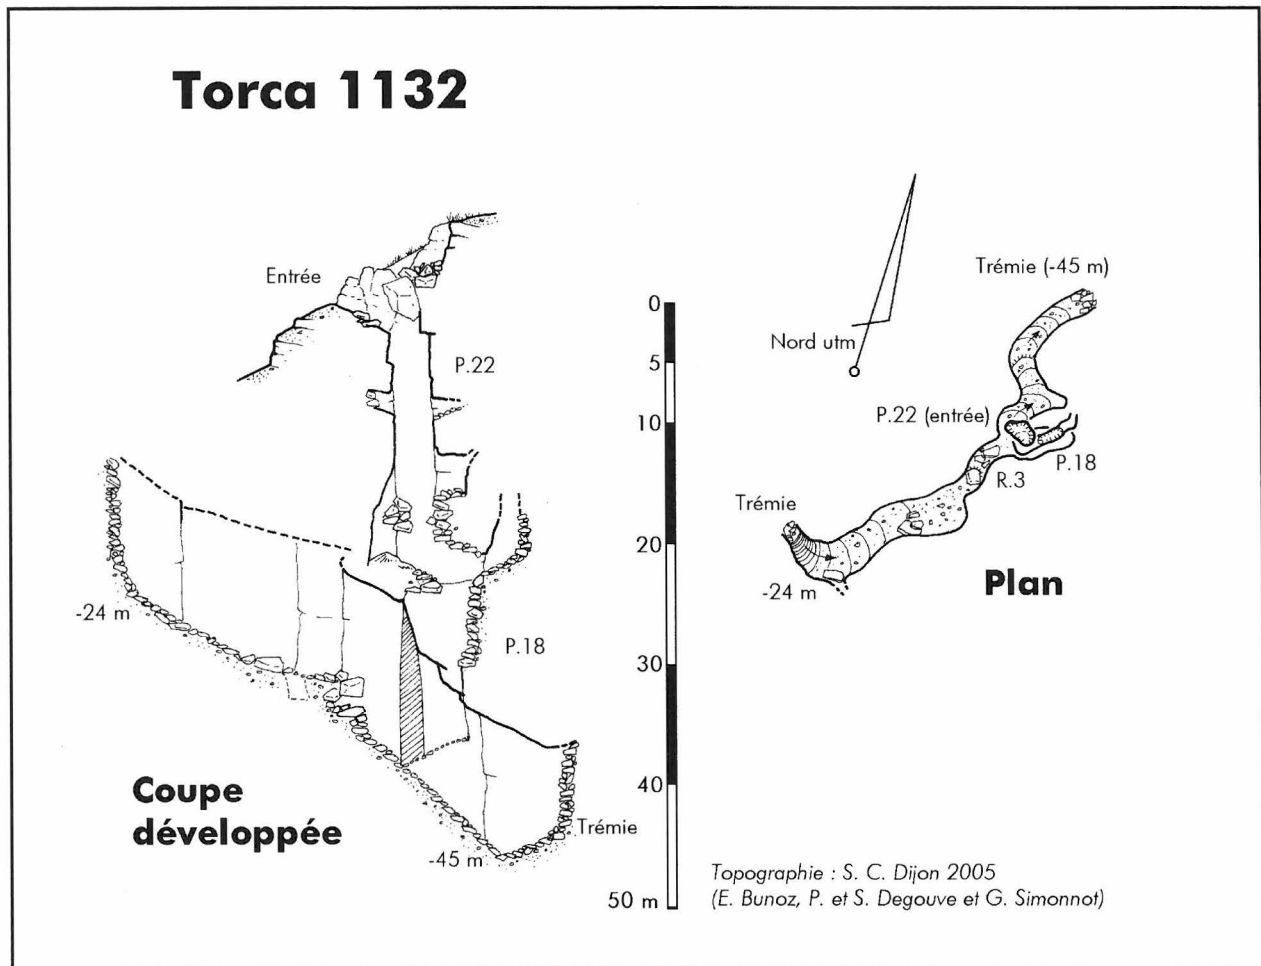 Torca 1132
Entrée
P.22
-24 m
P.18
Coupe
développée
Trémie
-45 m
0
5
10
20
30
40
50 m
Nord utm
Trémie (-45 m)
P.22 (entrée)
P.18
R.3
Trémie
-24 m
Plan
Topographie : S. C. Dijon 2005
(E. Bunoz, P. et S. Degouve et G. Simonnot)